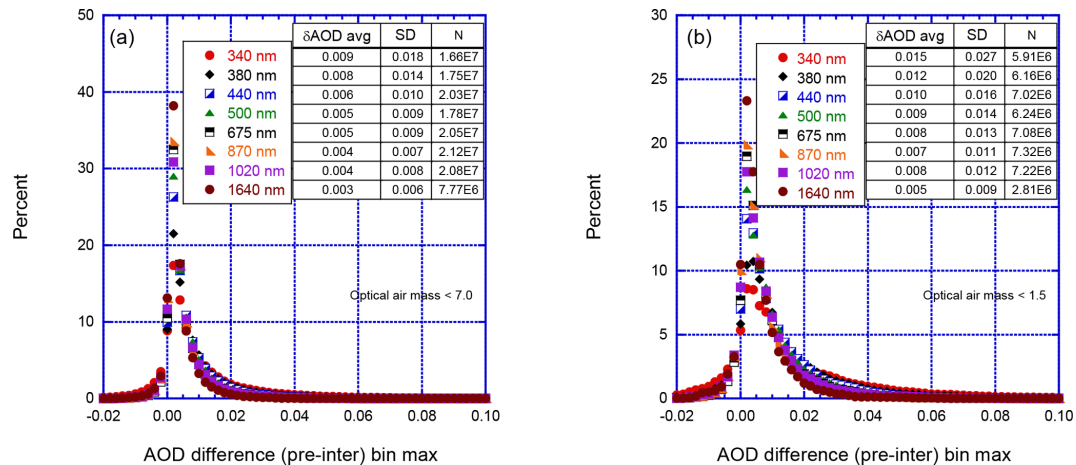 (a)
δAOD avg SD N
340 nm 0.009 0.018 1.66E7
380 nm 0.008 0.014 1.75E7
440 nm 0.006 0.010 2.03E7
500 nm 0.005 0.009 1.78E7
675 nm 0.005 0.009 2.05E7
870 nm 0.004 0.007 2.12E7
1020 nm 0.004 0.008 2.08E7
1640 nm 0.003 0.006 7.77E6
Optical air mass < 7.0
Percent
50
40
30
20
10
0
-0.02 0.00 0.02 0.04 0.06 0.08 0.10
AOD difference (pre-inter) bin max
(b)
δAOD avg SD N
340 nm 0.015 0.027 5.91E6
380 nm 0.012 0.020 6.16E6
440 nm 0.010 0.016 7.02E6
500 nm 0.009 0.014 6.24E6
675 nm 0.008 0.013 7.08E6
870 nm 0.007 0.011 7.32E6
1020 nm 0.008 0.012 7.22E6
1640 nm 0.005 0.009 2.81E6
Optical air mass < 1.5
Percent
30
25
20
15
10
5
0
-0.02 0.00 0.02 0.04 0.06 0.08 0.10
AOD difference (pre-inter) bin max